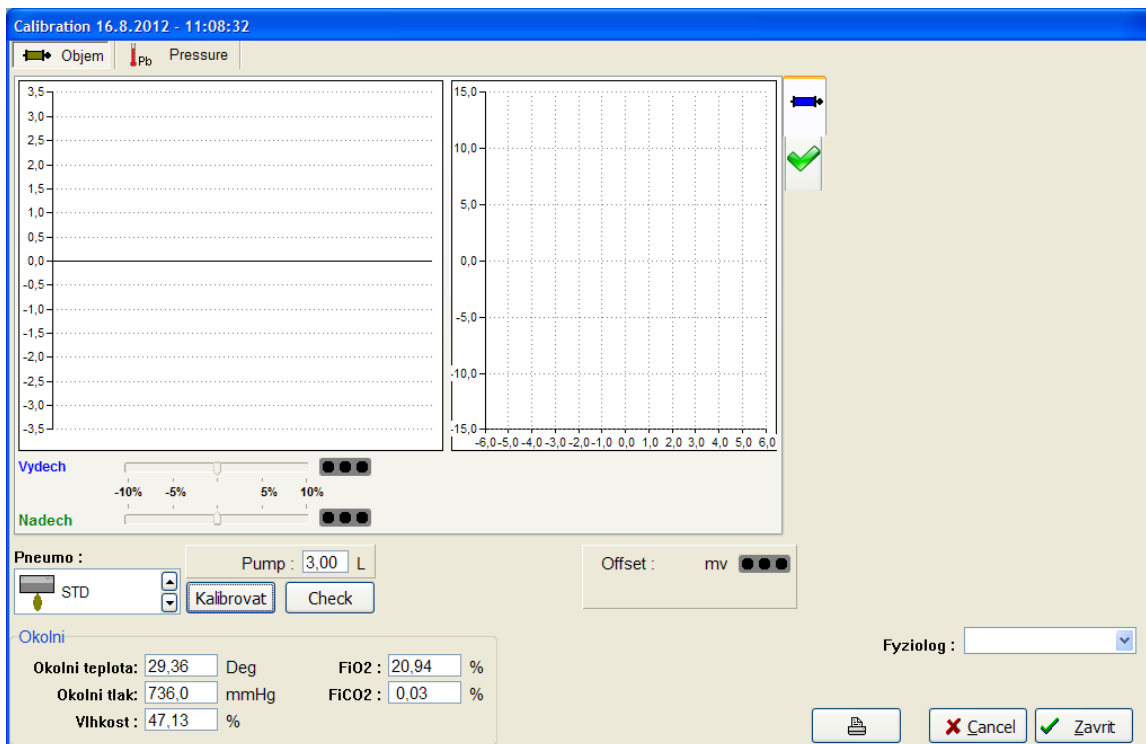 Calibration 16.8.2012 - 11:08:32
Objem Pb Pressure
3,5
3,0
2,5
2,0
1,5
1,0
0,5
0,0
-0,5
-1,0
-1,5
-2,0
-2,5
-3,0
-3,5
15,0
10,0
5,0
0,0
-5,0
-10,0
-15,0
-6,0 -5,0 -4,0 -3,0 -2,0 -1,0 0,0 1,0 2,0 3,0 4,0 5,0 6,0
Vydech
-10% -5% 5% 10%
Nadech
Pneumo :
STD
Pump : 3,00 L
Kalibrovat Check
Offset : mv
Okolni
Okolni teplota: 29,36 Deg FiO2 : 20,94 %
Okolni tlak: 736,0 mmHg FiCO2 : 0,03 %
Vlhkost : 47,13 %
Fyziolog :
Cancel Zavrit